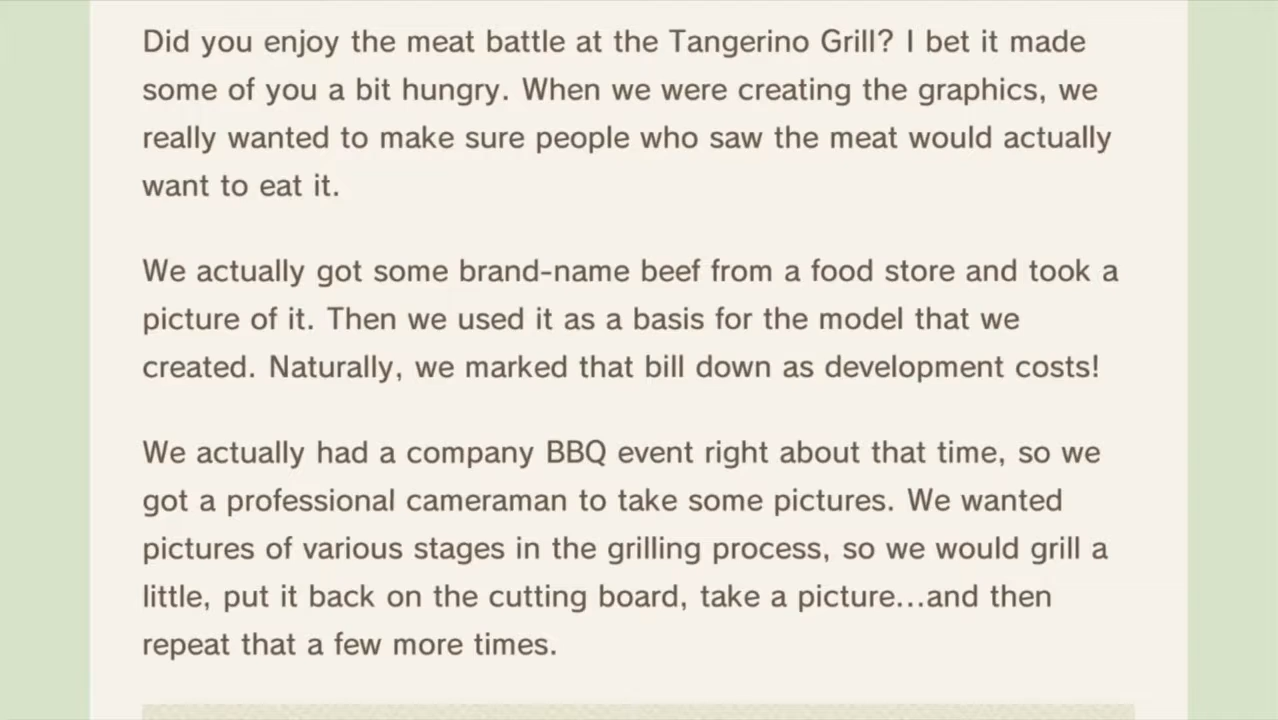 Did you enjoy the meat battle at the Tangerino Grill? I bet it made
some of you a bit hungry. When we were creating the graphics, we
really wanted to make sure people who saw the meat would actually
want to eat it.
We actually got some brand-name beef from a food store and took a
picture of it. Then we used it as a basis for the model that we
created. Naturally, we marked that bill down as development costs!
We actually had a company BBQ event right about that time, so we
got a professional cameraman to take some pictures. We wanted
pictures of various stages in the grilling process, so we would grill a
little, put it back on the cutting board, take a picture...and then
repeat that a few more times.